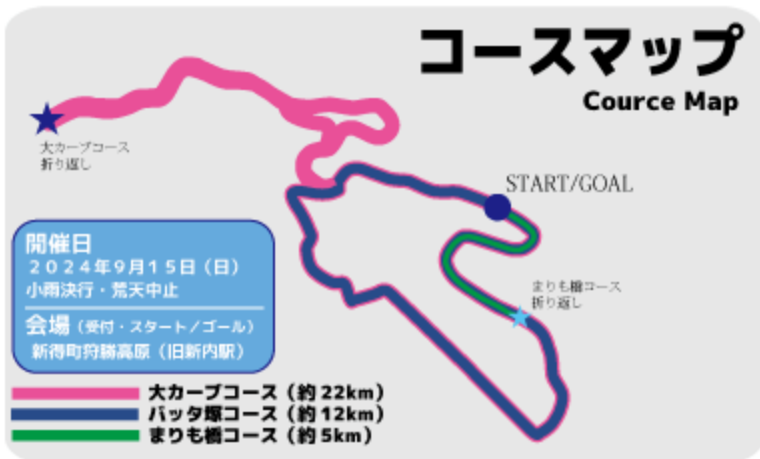 コースマップ
Cource Map
大カーブコース
折り返し
START/GOAL
まりも橋コース
折り返し
開催日
２０２４年９月１５日（日）
小雨決行・荒天中止
会場（受付・スタート／ゴール）
新得町狩勝高原（旧新内駅）
大カーブコース（約22km）
バッタ塚コース（約12km）
まりも橋コース（約5km）